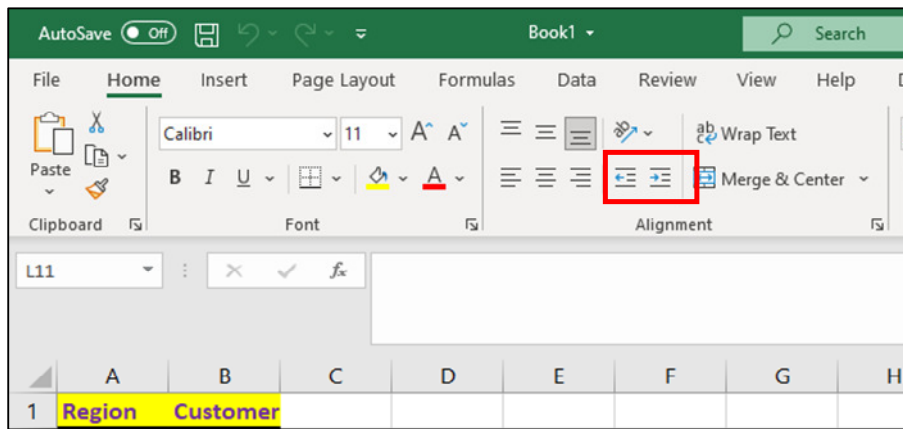 AutoSave Off Book1 Search
File Home Insert Page Layout Formulas Data Review View Help
Calibri 11 A A ab Wrap Text
Paste B I U A Merge & Center
Clipboard Font Alignment
L11 fx
A B C D E F G H
1 Region Customer